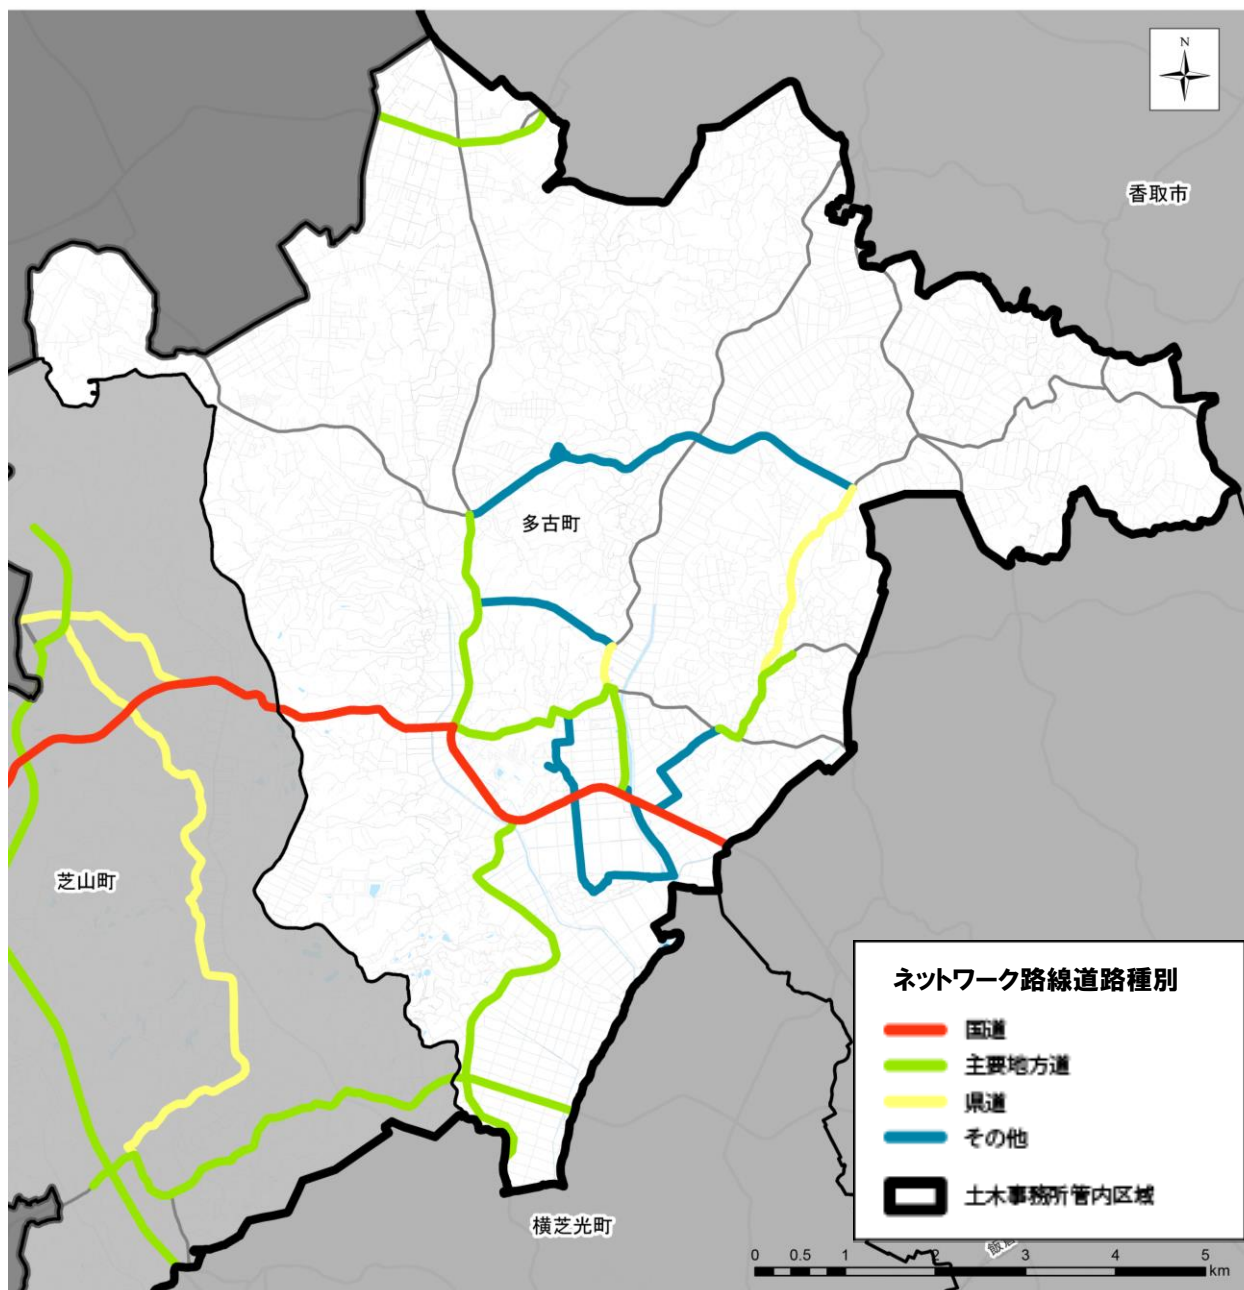 N
香取市
多古町
芝山町
ネットワーク路線道路種別
国道
主要地方道
県道
その他
土木事務所管内区域
横芝光町
0 0.5 1 2 3 4 5
km